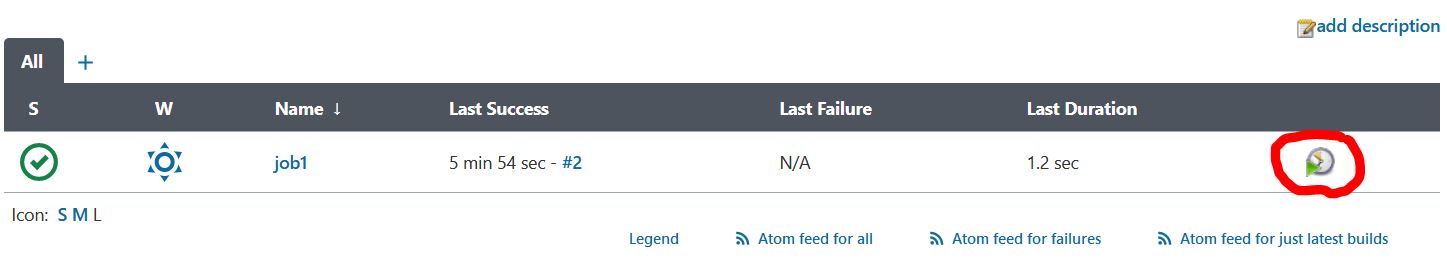 add description
All +
S W Name ↓ Last Success Last Failure Last Duration
job1 5 min 54 sec - #2 N/A 1.2 sec
Icon: S M L
Legend Atom feed for all Atom feed for failures Atom feed for just latest builds